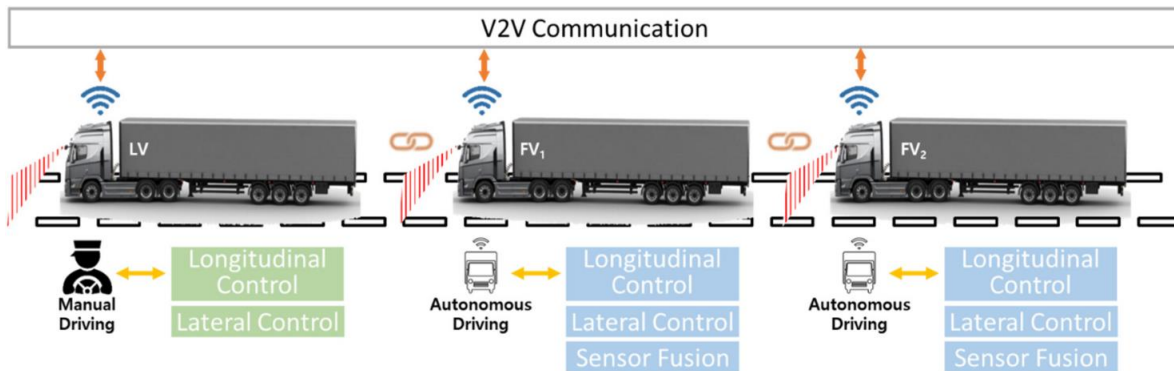 V2V Communication
LV
FV₁
FV₂
Manual
Driving
Longitudinal
Control
Lateral Control
Autonomous
Driving
Longitudinal
Control
Lateral Control
Sensor Fusion
Autonomous
Driving
Longitudinal
Control
Lateral Control
Sensor Fusion